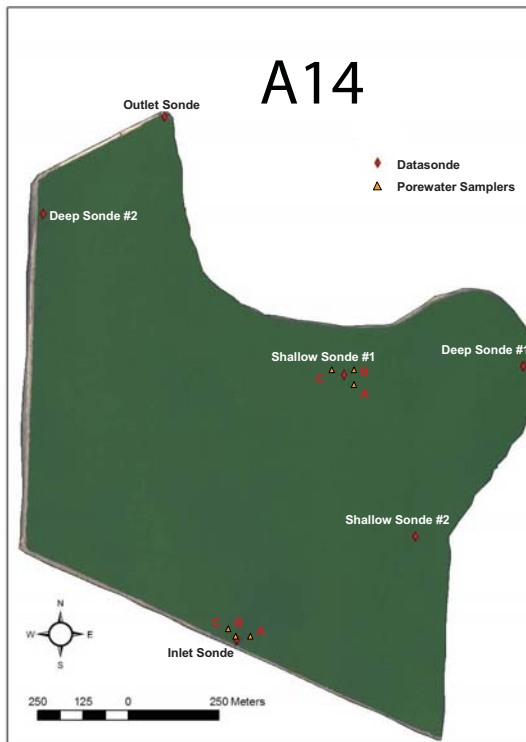 A14
Outlet Sonde
Datasonde
Porewater Samplers
Deep Sonde #2
Shallow Sonde #1
Deep Sonde #1
C
B
A
Shallow Sonde #2
C
B
A
Inlet Sonde
N
W
E
S
250 125 0 250 Meters